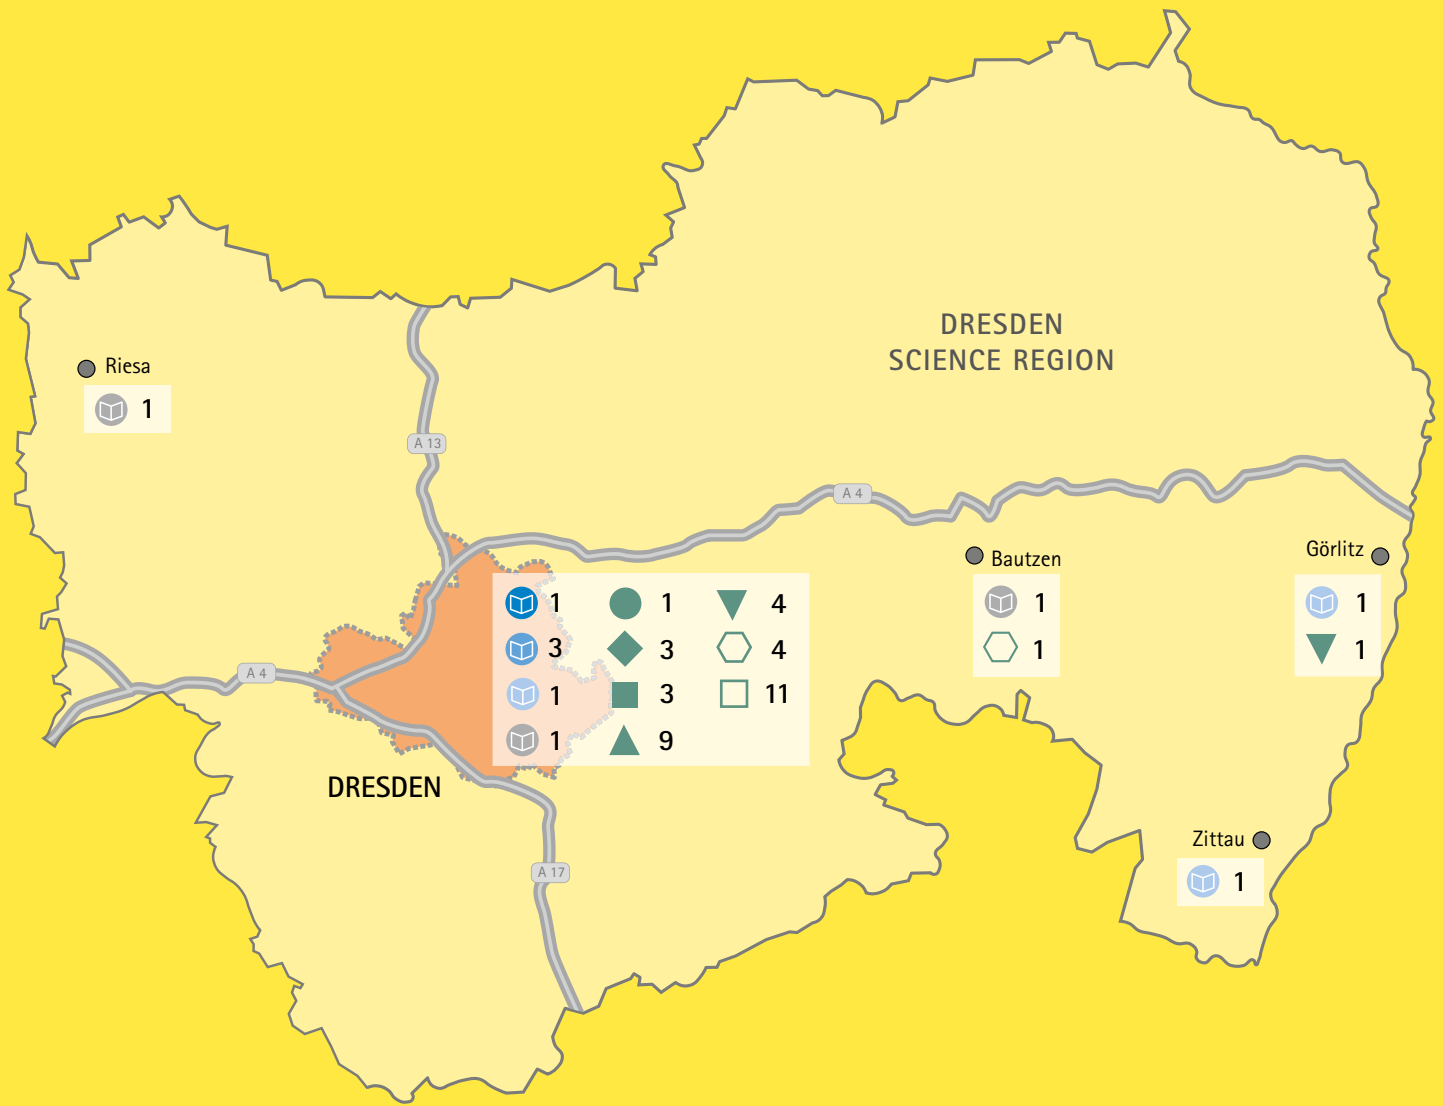 DRESDEN
SCIENCE REGION
Riesa
1
A 13
A 4
Bautzen
1
1
Görlitz
1
1
1 1 4
3 3 4
1 3 11
1 9
A 4
DRESDEN
A 17
Zittau
1